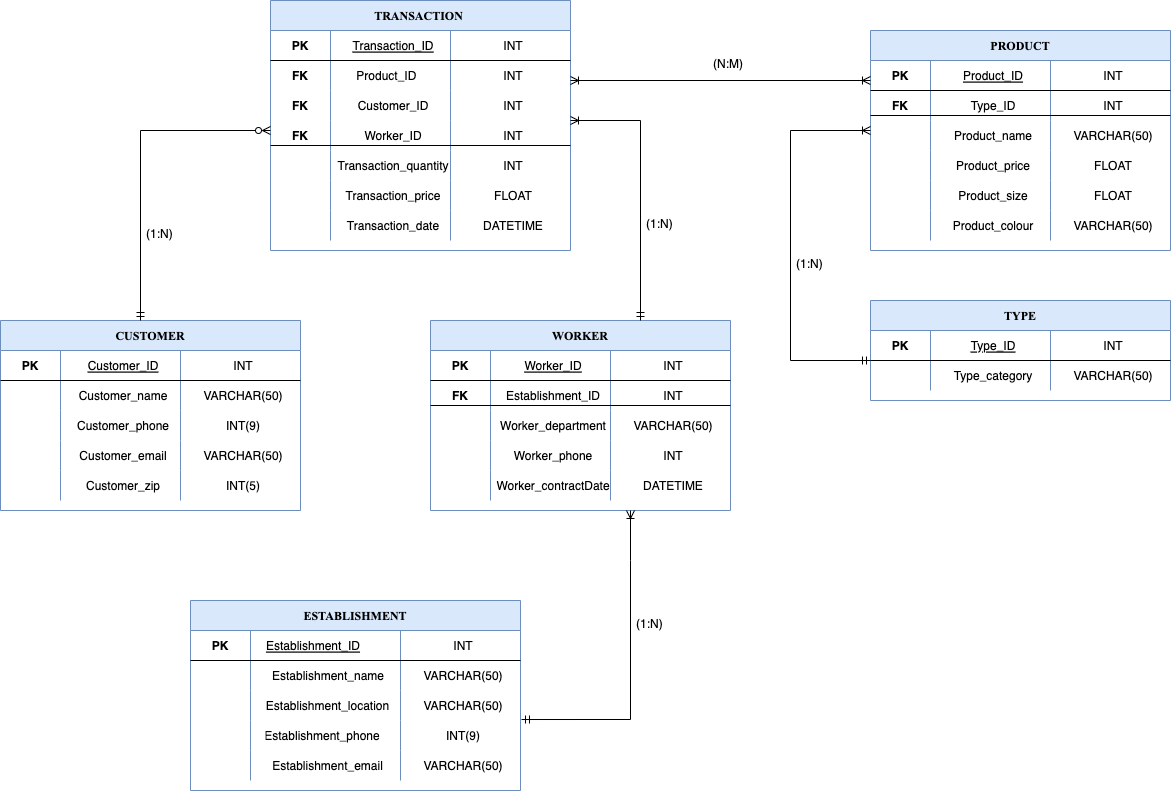 TRANSACTION
PK Transaction_ID INT
FK Product_ID INT
FK Customer_ID INT
FK Worker_ID INT
Transaction_quantity INT
Transaction_price FLOAT
Transaction_date DATETIME
(N:M)
PRODUCT
PK Product_ID INT
FK Type_ID INT
Product_name VARCHAR(50)
Product_price FLOAT
Product_size FLOAT
Product_colour VARCHAR(50)
(1:N)
(1:N)
(1:N)
CUSTOMER
PK Customer_ID INT
Customer_name VARCHAR(50)
Customer_phone INT(9)
Customer_email VARCHAR(50)
Customer_zip INT(5)
WORKER
PK Worker_ID INT
FK Establishment_ID INT
Worker_department VARCHAR(50)
Worker_phone INT
Worker_contractDate DATETIME
TYPE
PK Type_ID INT
Type_category VARCHAR(50)
ESTABLISHMENT
PK Establishment_ID INT
Establishment_name VARCHAR(50)
Establishment_location VARCHAR(50)
Establishment_phone INT(9)
Establishment_email VARCHAR(50)
(1:N)